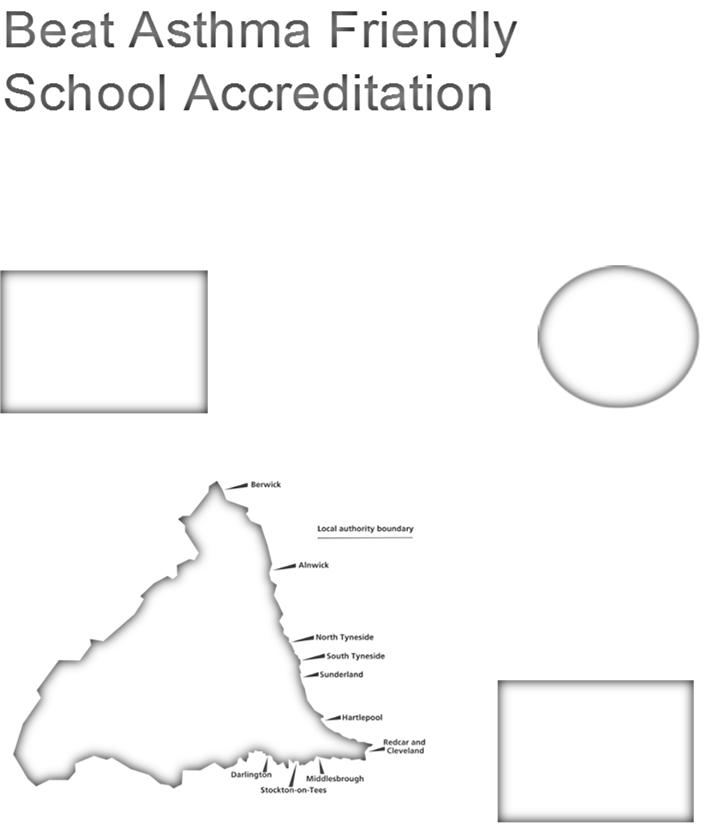 Beat Asthma Friendly
School Accreditation
Berwick
Local authority boundary
Alnwick
North Tyneside
South Tyneside
Sunderland
Hartlepool
Redcar and
Cleveland
Darlington
Middlesbrough
Stockton-on-Tees